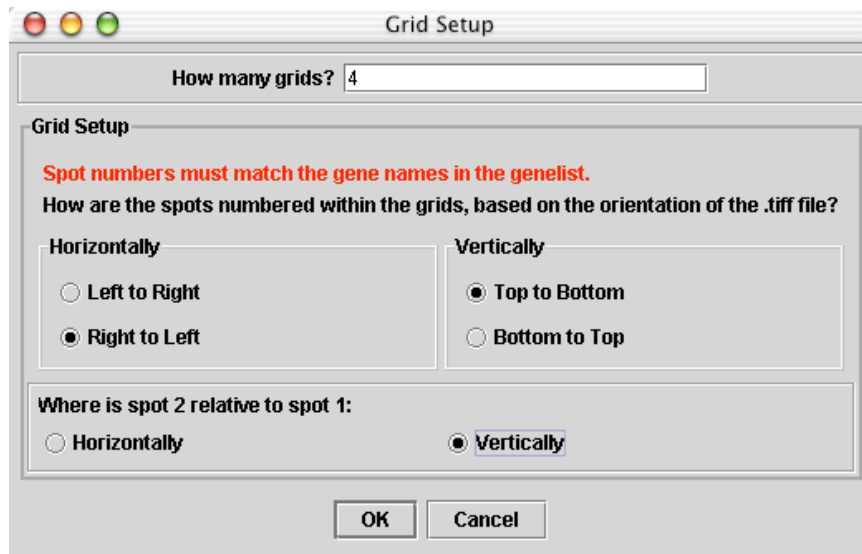 Grid Setup
How many grids? 4
Grid Setup
Spot numbers must match the gene names in the genelist.
How are the spots numbered within the grids, based on the orientation of the .tiff file?
Horizontally Vertically
Left to Right Top to Bottom
Right to Left Bottom to Top
Where is spot 2 relative to spot 1:
Horizontally Vertically
OK Cancel